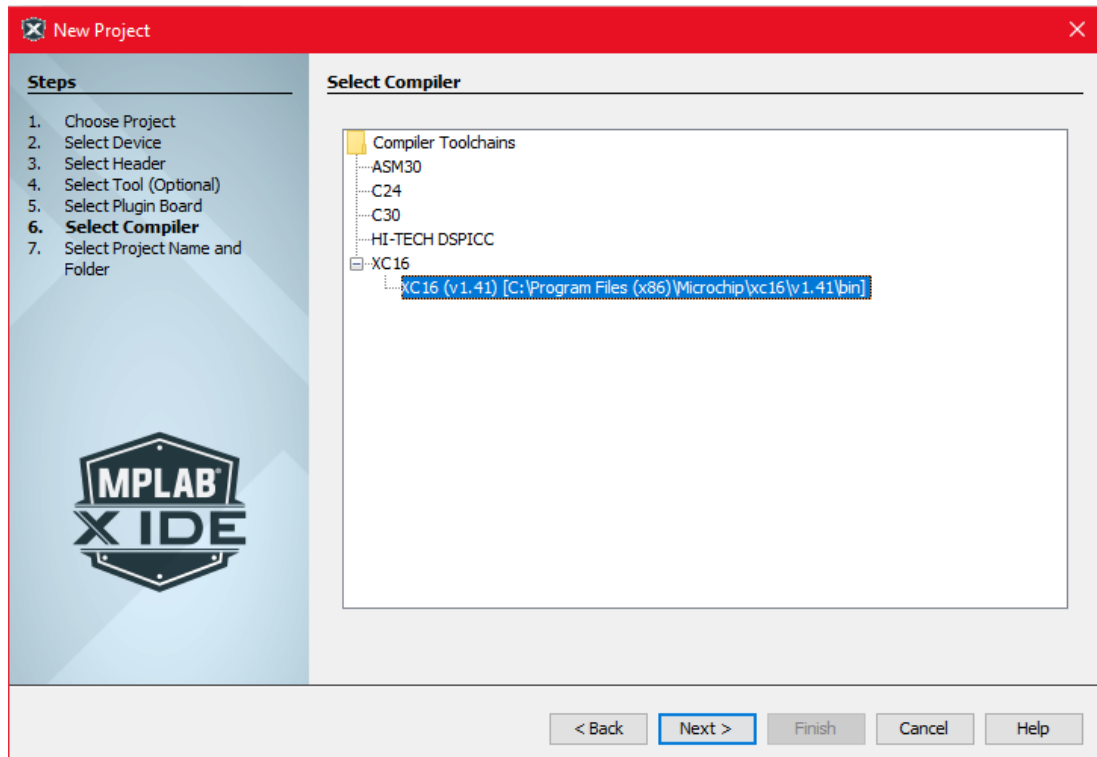 New Project
Steps
1. Choose Project
2. Select Device
3. Select Header
4. Select Tool (Optional)
5. Select Plugin Board
6. Select Compiler
7. Select Project Name and
Folder
MPLAB®
X IDE
Select Compiler
Compiler Toolchains
ASM30
C24
C30
HI-TECH DSPICC
XC16
XC16 (v1.41) [C:\Program Files (x86)\Microchip\xc16\v1.41\bin]
< Back
Next >
Finish
Cancel
Help